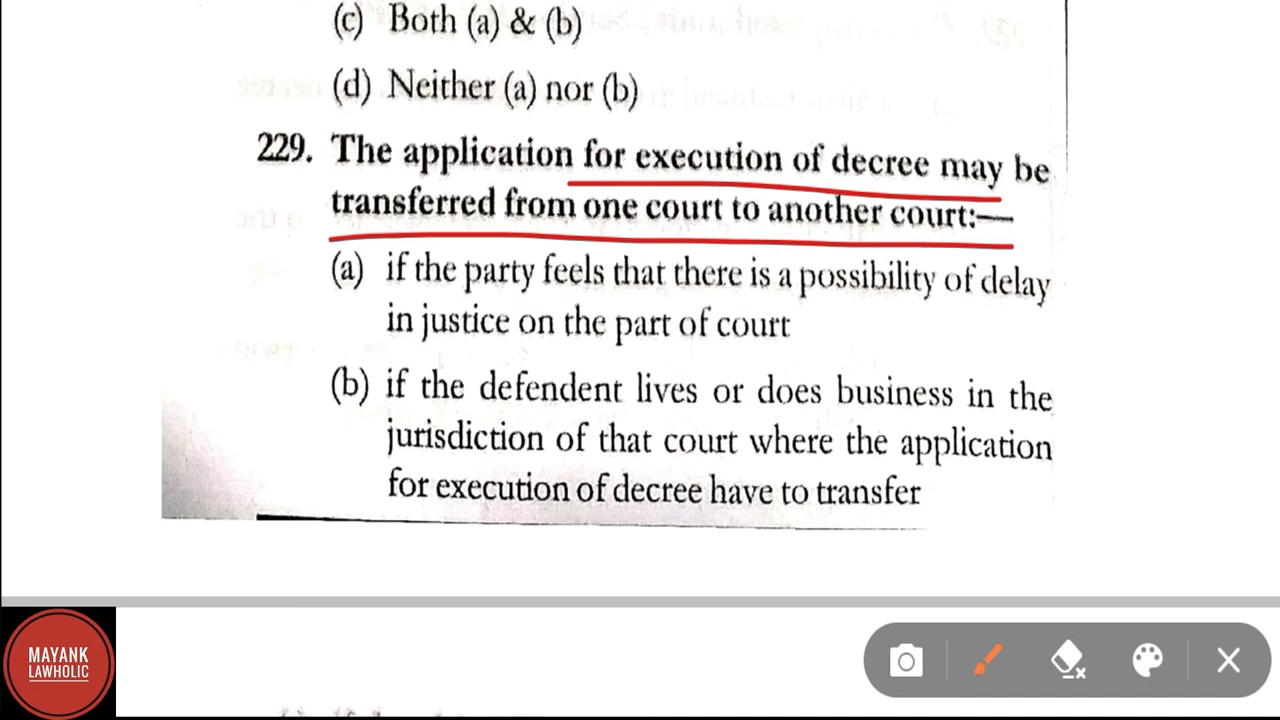 (c) Both (a) & (b)
(d) Neither (a) nor (b)
229. The application for execution of decree may be
transferred from one court to another court:—
(a) if the party feels that there is a possibility of delay
in justice on the part of court
(b) if the defendent lives or does business in the
jurisdiction of that court where the application
for execution of decree have to transfer
MAYANK
LAWHOLIC